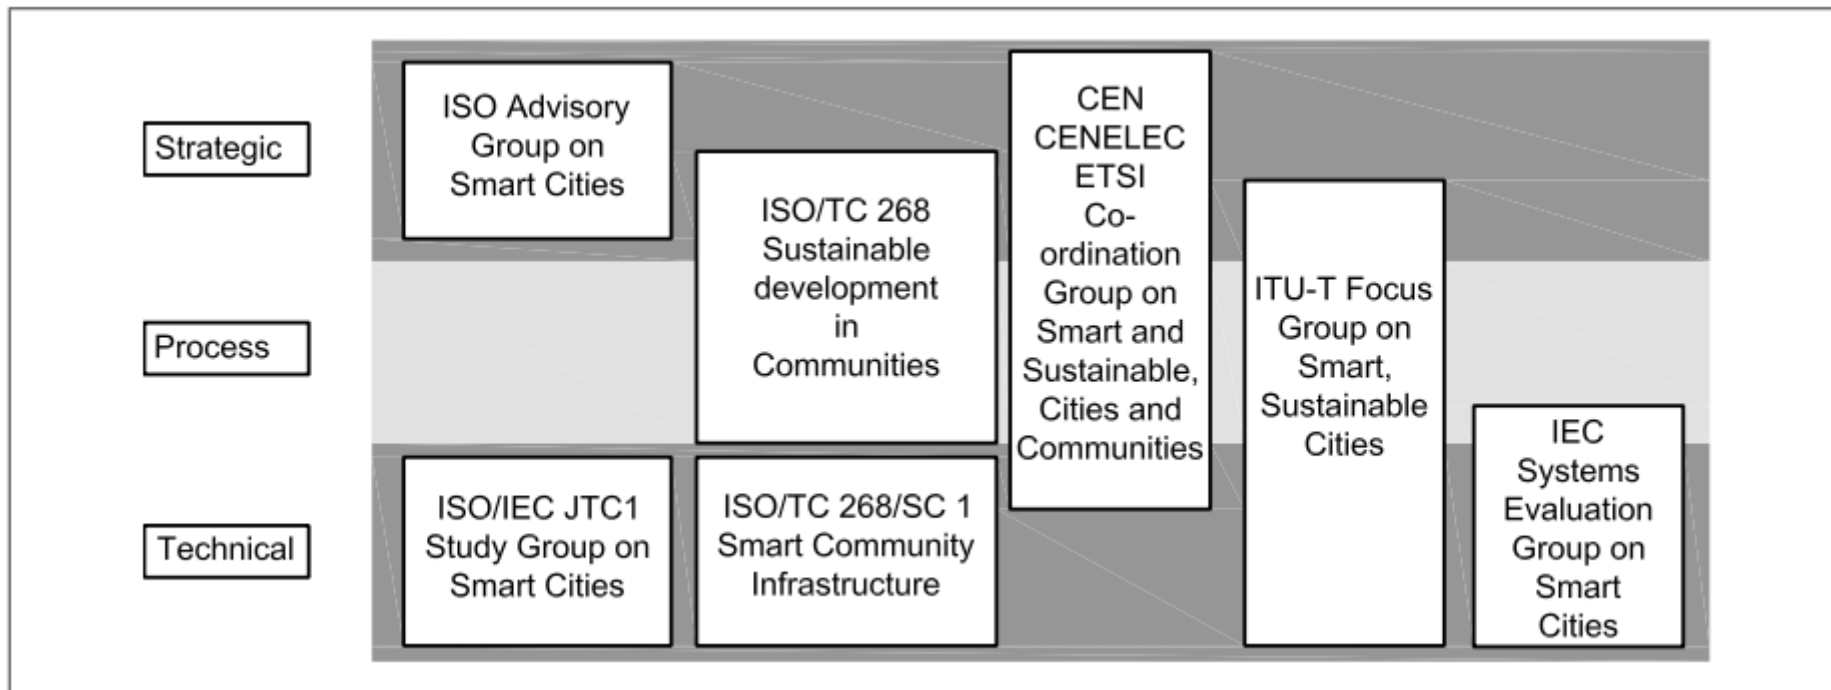 Strategic
Process
Technical
ISO Advisory
Group on
Smart Cities
ISO/IEC JTC1
Study Group on
Smart Cities
ISO/TC 268
Sustainable
development
in
Communities
ISO/TC 268/SC 1
Smart Community
Infrastructure
CEN
CENELEC
ETSI
Co-
ordination
Group on
Smart and
Sustainable,
Cities and
Communities
ITU-T Focus
Group on
Smart,
Sustainable
Cities
IEC
Systems
Evaluation
Group on
Smart
Cities